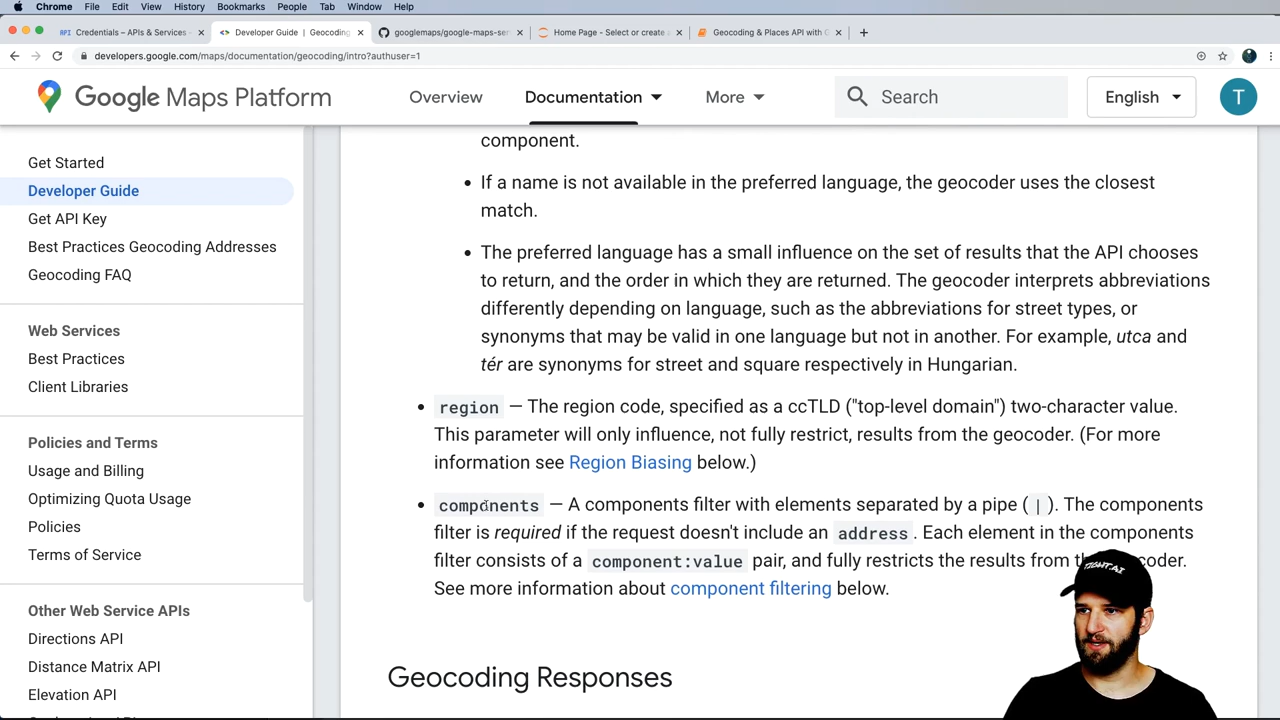 Chrome File Edit View History Bookmarks People Tab Window Help
API Credentials – APIs & Services -
Developer Guide | Geocoding
googlemaps/google-maps-ser
Home Page - Select or create
Geocoding & Places API with
developers.google.com/maps/documentation/geocoding/intro?authuser=1
Google Maps Platform
Overview
Documentation
More
Search
English
T
Get Started
Developer Guide
Get API Key
Best Practices Geocoding Addresses
Geocoding FAQ
Web Services
Best Practices
Client Libraries
Policies and Terms
Usage and Billing
Optimizing Quota Usage
Policies
Terms of Service
Other Web Service APIs
Directions API
Distance Matrix API
Elevation API
component.
• If a name is not available in the preferred language, the geocoder uses the closest
match.
• The preferred language has a small influence on the set of results that the API chooses
to return, and the order in which they are returned. The geocoder interprets abbreviations
differently depending on language, such as the abbreviations for street types, or
synonyms that may be valid in one language but not in another. For example, utca and
tér are synonyms for street and square respectively in Hungarian.
• region — The region code, specified as a ccTLD ("top-level domain") two-character value.
This parameter will only influence, not fully restrict, results from the geocoder. (For more
information see Region Biasing below.)
• components — A components filter with elements separated by a pipe ( | ). The components
filter is required if the request doesn't include an address . Each element in the components
filter consists of a component:value pair, and fully restricts the results from coder.
See more information about component filtering below.
Geocoding Responses